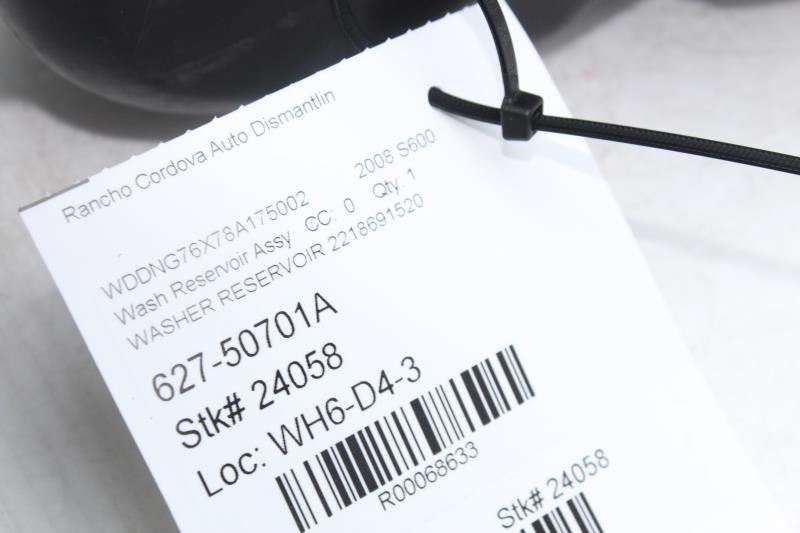 Rancho Cordova Auto Dismantlin
WDDNG76X78A175002 2008 S600
Wash Reservoir Assy CC: 0 Qty: 1
WASHER RESERVOIR 2218691520
627-50701A
Stk# 24058
Loc: WH6-D4-3
R00068633
Stk# 24058